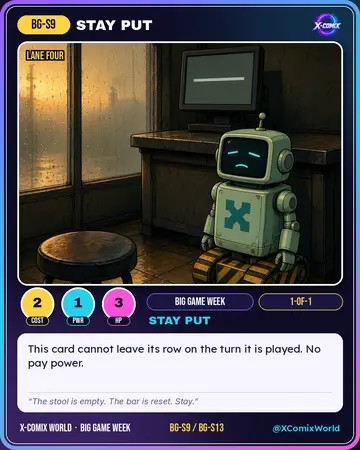 BG-S9 STAY PUT X-COMIX
LANE FOUR
X
2 1 3 BIG GAME WEEK 1-OF-1
COST PWR HP STAY PUT
This card cannot leave its row on the turn it is played. No
pay power.
"The stool is empty. The bar is reset. Stay."
X-COMIX WORLD · BIG GAME WEEK BG-S9 / BG-S13 @XComixWorld